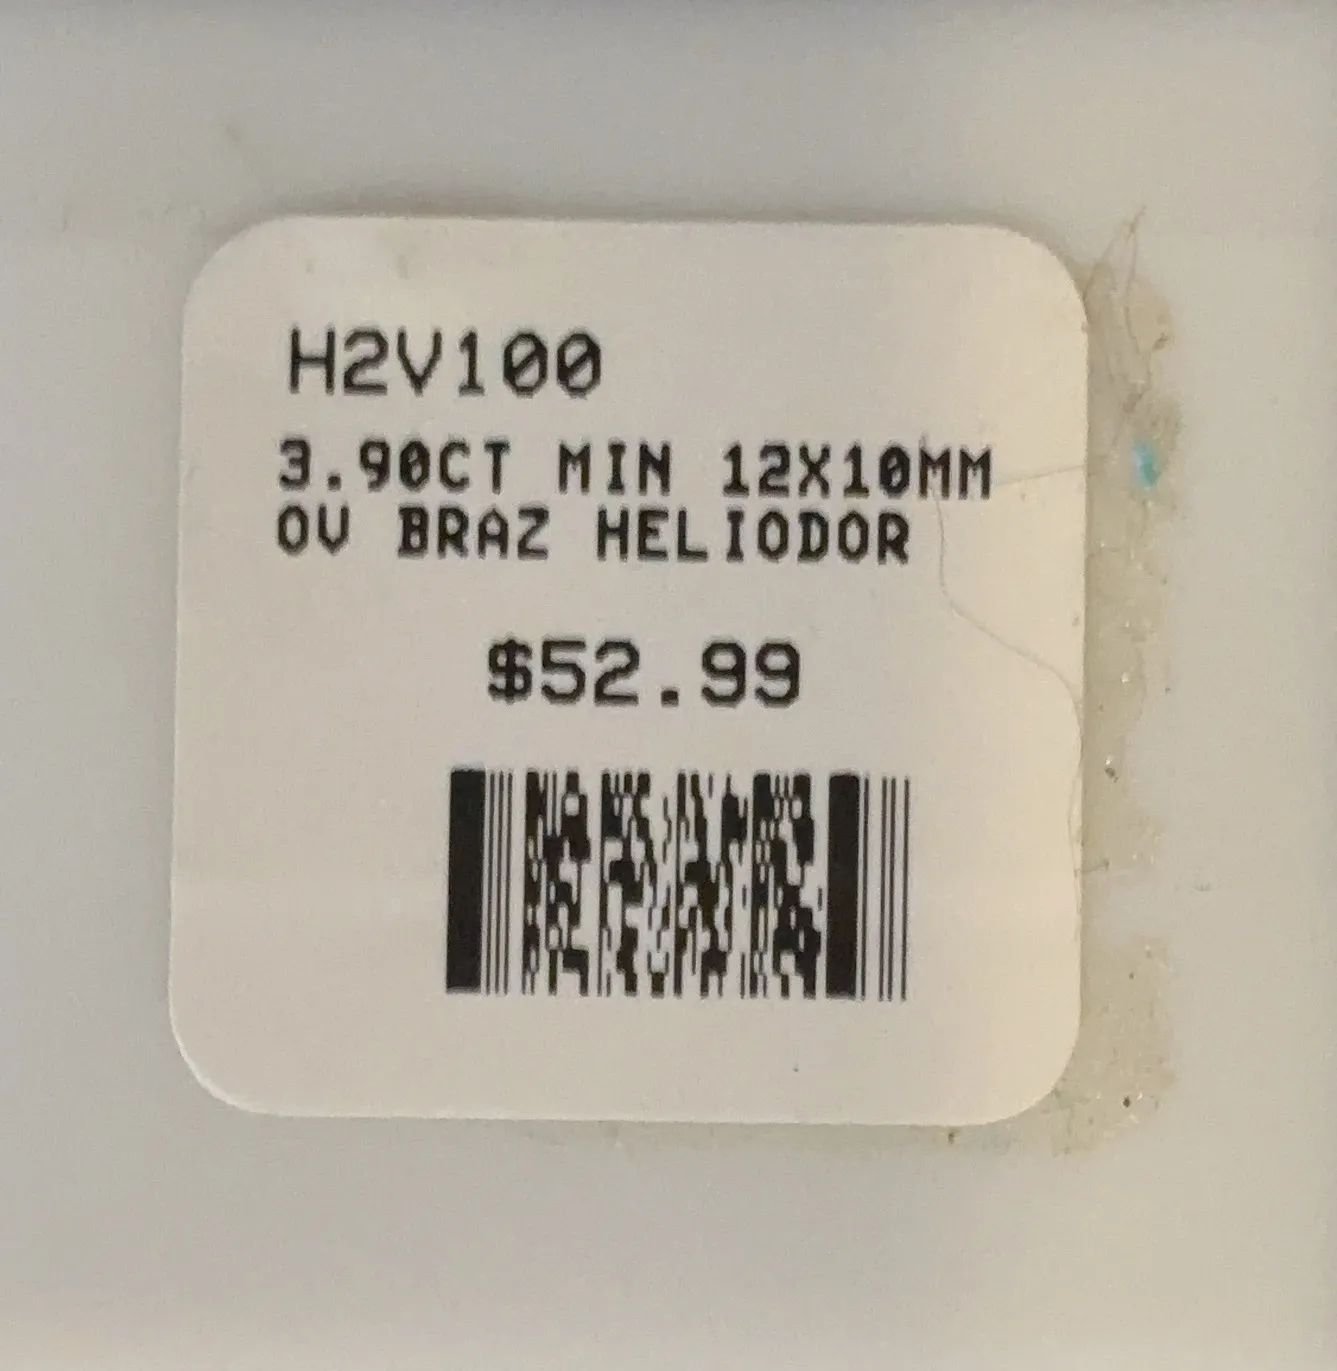 H2V100
3.90CT MIN 12X10MM
OV BRAZ HELIODOR
$52.99